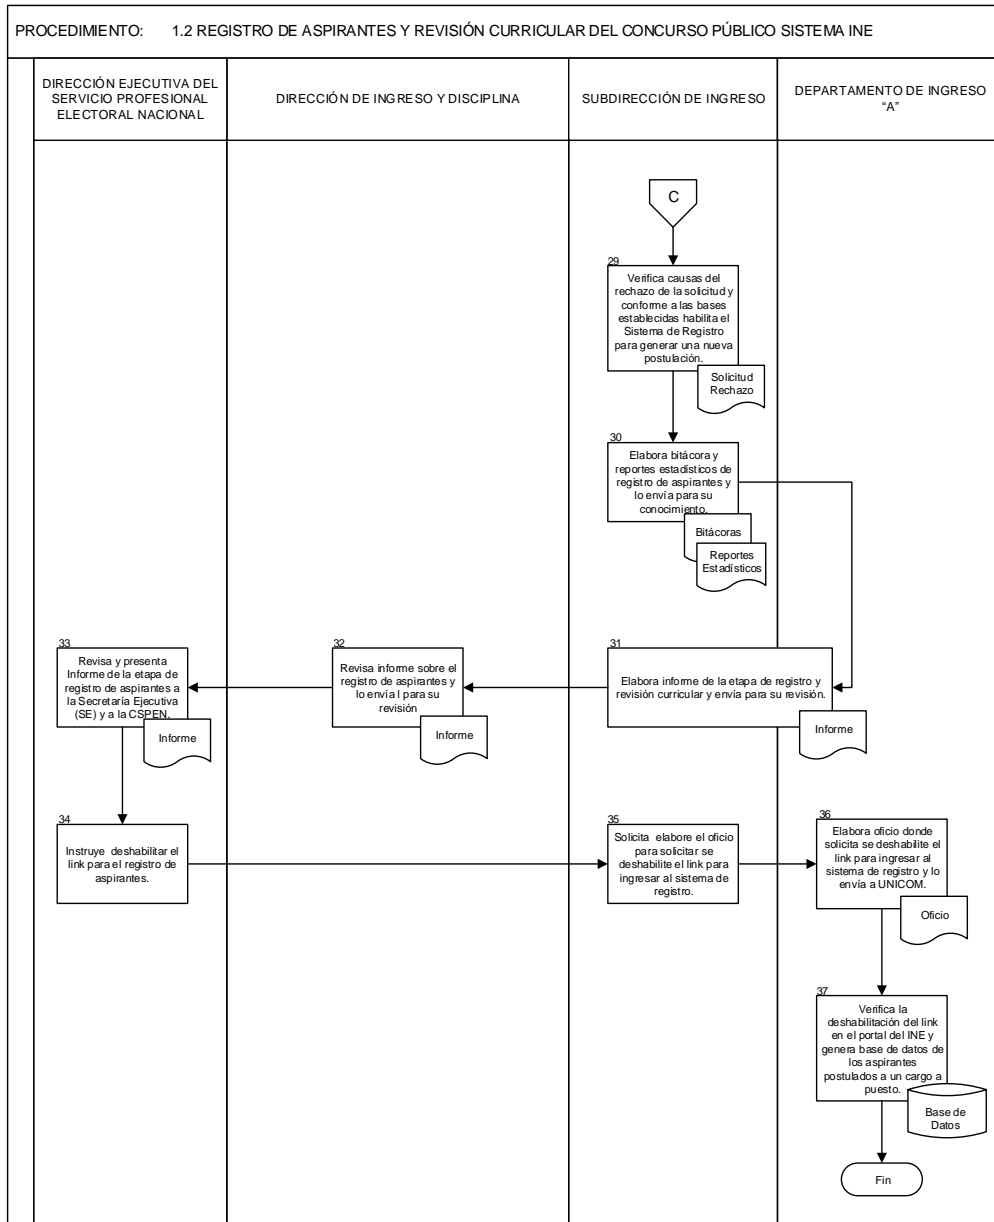 PROCEDIMIENTO: 1.2 REGISTRO DE ASPIRANTES Y REVISIÓN CURRICULAR DEL CONCURSO PÚBLICO SISTEMA INE
DIRECCIÓN EJECUTIVA DEL
SERVICIO PROFESIONAL
ELECTORAL NACIONAL
DIRECCIÓN DE INGRESO Y DISCIPLINA
SUBDIRECCIÓN DE INGRESO
DEPARTAMENTO DE INGRESO
“A”
C
29
Verifica causas del
rechazo de la solicitud y
conforme a las bases
establecidas habilita el
Sistema de Registro
para generar una nueva
postulación.
Solicitud
Rechazo
30
Elabora bitácora y
reportes estadísticos de
registro de aspirantes y
lo envía para su
conocimiento.
Bitácoras
Reportes
Estadísticos
31
Elabora informe de la etapa de registro y
revisión curricular y envía para su revisión.
Informe
32
Revisa informe sobre el
registro de aspirantes y
lo envía l para su
revisión
Informe
33
Revisa y presenta
Informe de la etapa de
registro de aspirantes a
la Secretaría Ejecutiva
(SE) y a la CSPEN.
Informe
34
Instruye deshabilitar el
link para el registro de
aspirantes.
35
Solicita elabore el oficio
para solicitar se
deshabilite el link para
ingresar al sistema de
registro.
36
Elabora oficio donde
solicita se deshabilite el
link para ingresar al
sistema de registro y lo
envía a UNICOM.
Oficio
37
Verifica la
deshabilitación del link
en el portal del INE y
genera base de datos de
los aspirantes
postulados a un cargo a
puesto.
Base de
Datos
Fin